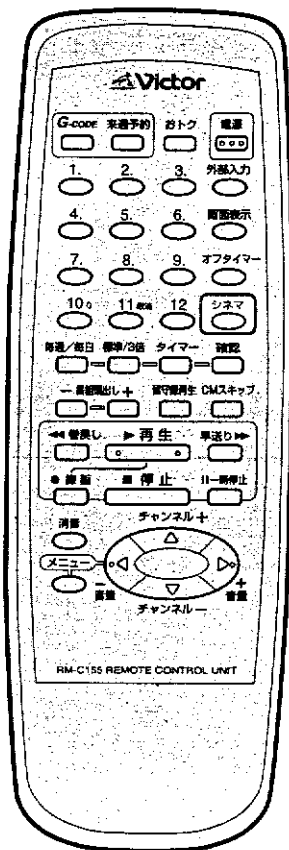 Victor
G-CODE 来週予約 おトク 電源
1. 2. 3. 外部入力
4. 5. 6. 画面表示
7. 8. 9. オフタイマー
10 0 11 12 シネマ
毎週/毎日 標準/3倍 タイマー 確認
− 番組頭出し + 留守録再生 CMスキップ
◀◀ 巻戻し ▶ 再生 早送り ▶▶
● 録画 ■ 停止 II 一時停止
消音 チャンネル +
メニュー
− 音量 + 音量
チャンネル −
RM-C155 REMOTE CONTROL UNIT